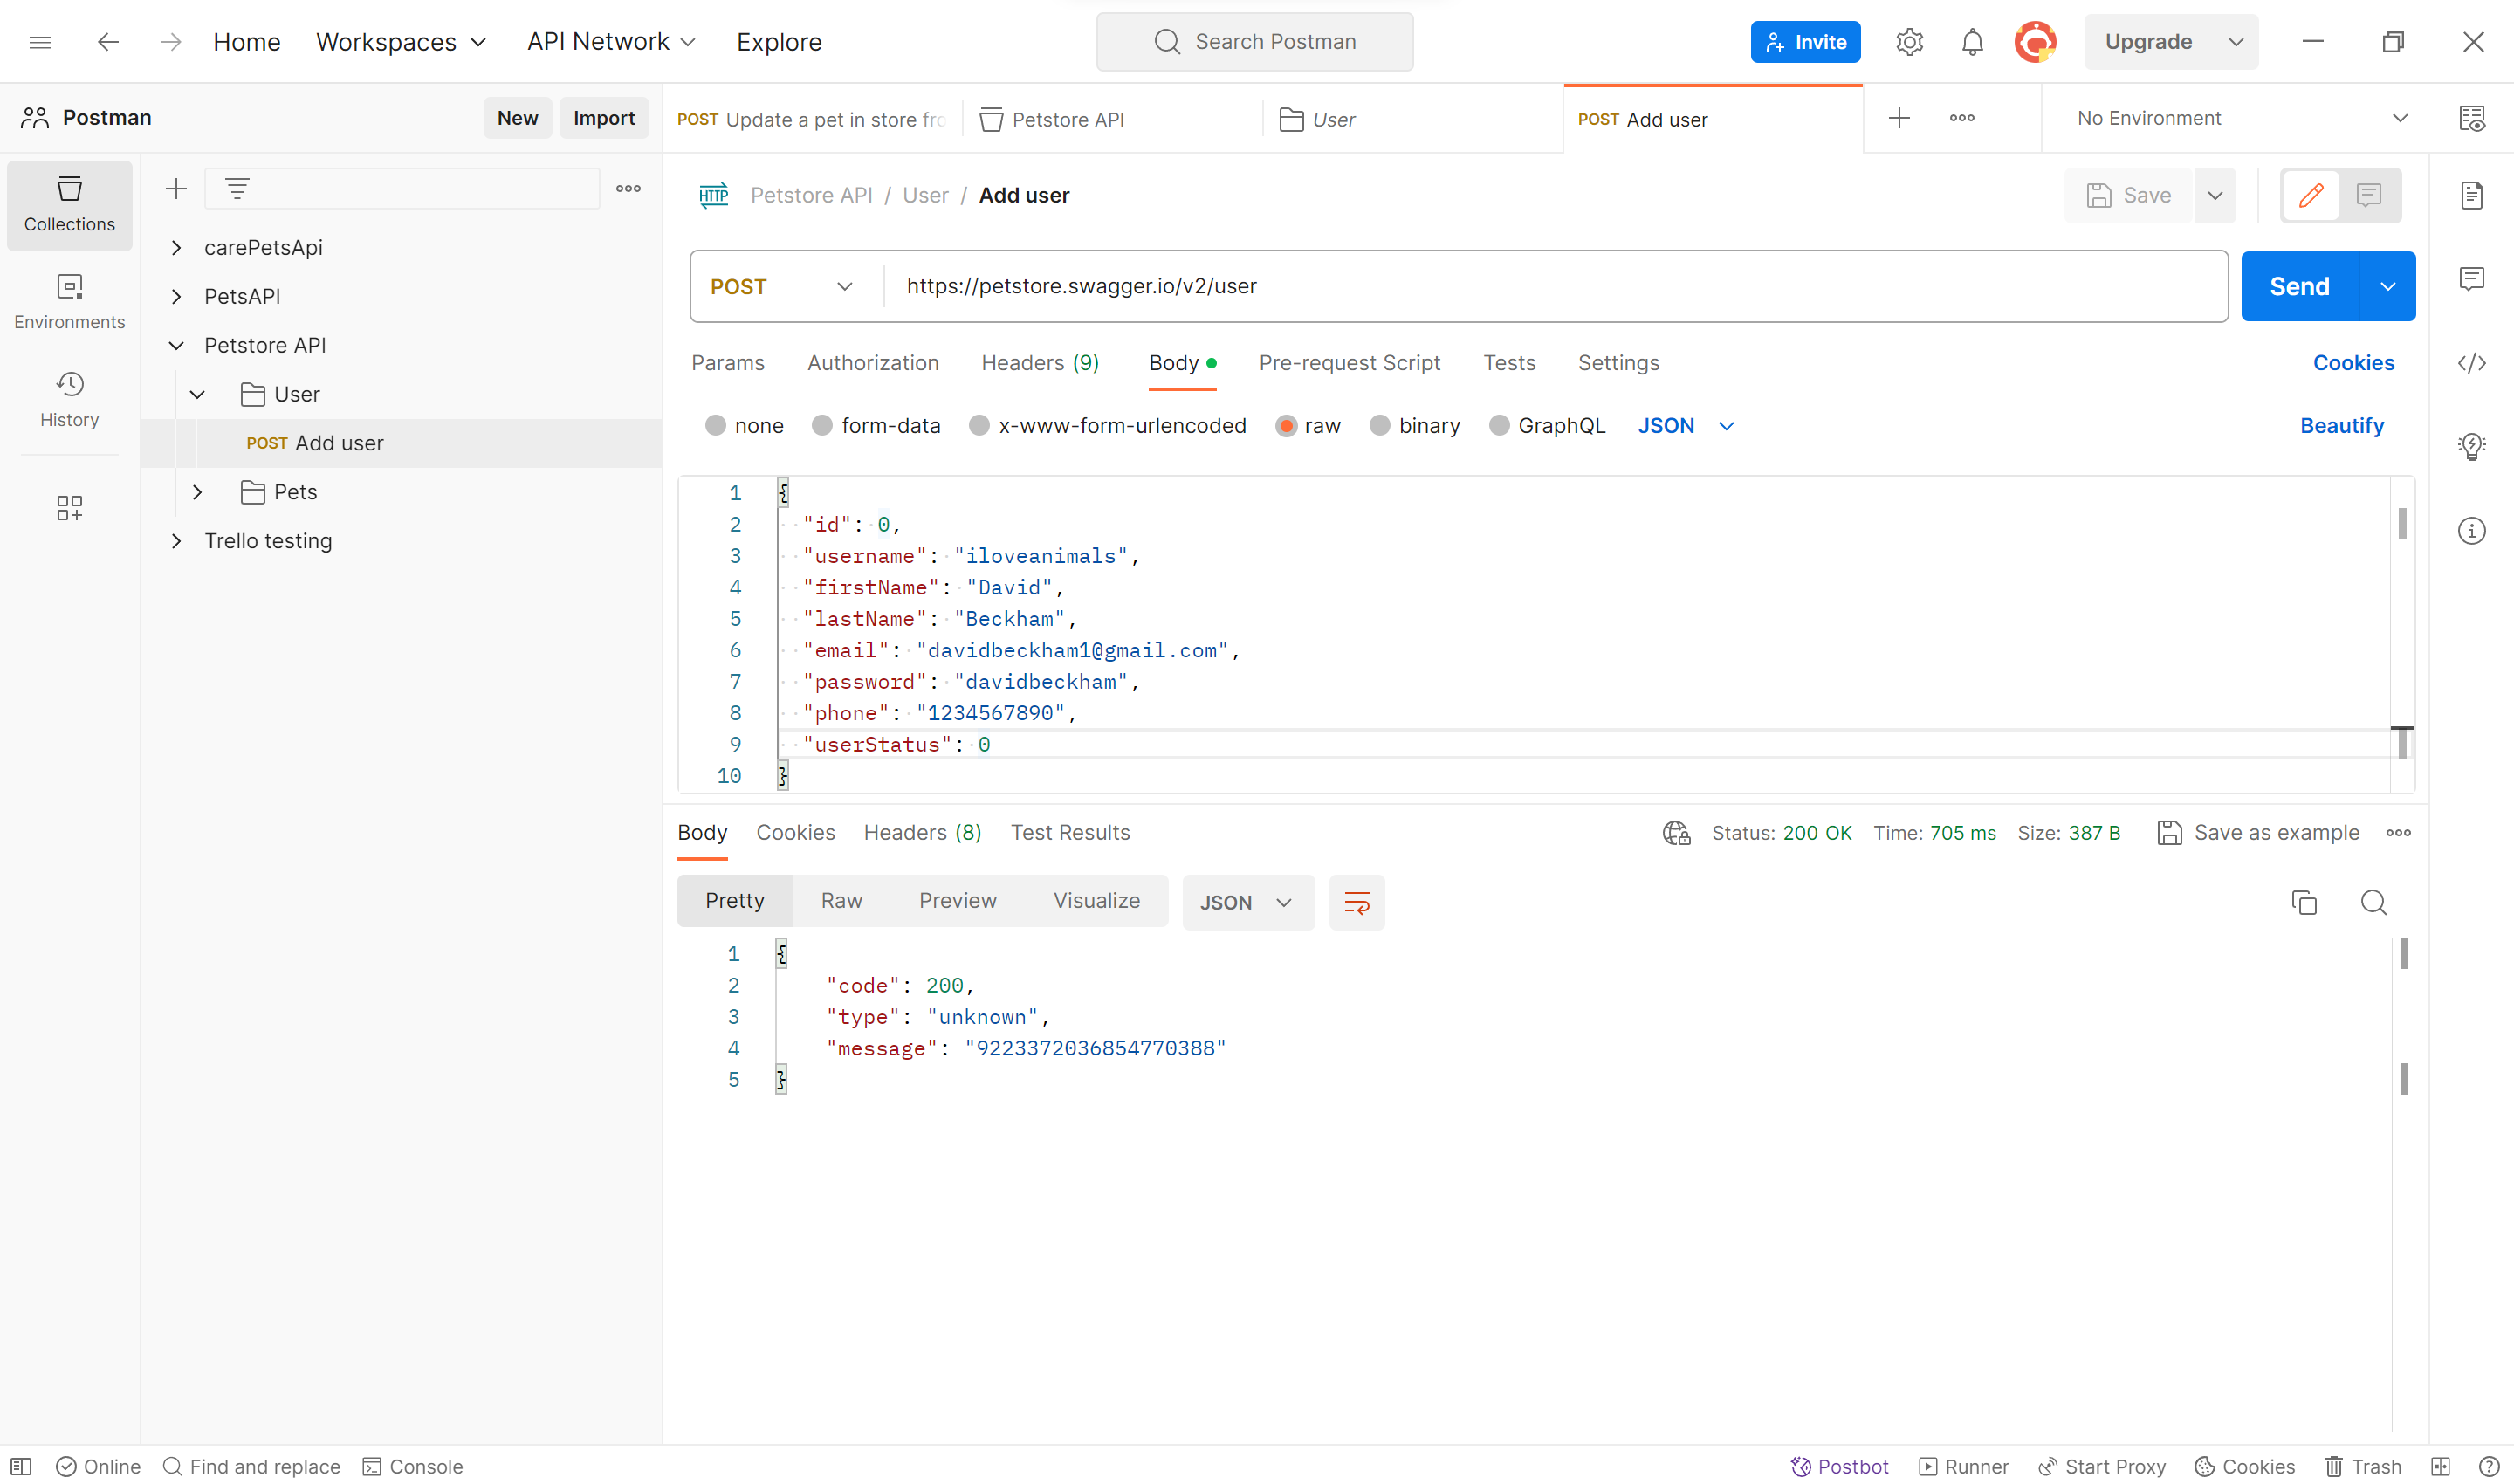 Home Workspaces API Network Explore Search Postman Invite Upgrade
Postman New Import POST Update a pet in store fro Petstore API User POST Add user No Environment
Collections
Environments
History
carePetsApi
PetsAPI
Petstore API
User
POST Add user
Pets
Trello testing
HTTP Petstore API / User / Add user Save
POST https://petstore.swagger.io/v2/user Send
Params Authorization Headers (9) Body Pre-request Script Tests Settings Cookies
none form-data x-www-form-urlencoded raw binary GraphQL JSON Beautify
1 {
2 "id": 0,
3 "username": "iloveanimals",
4 "firstName": "David",
5 "lastName": "Beckham",
6 "email": "davidbeckham1@gmail.com",
7 "password": "davidbeckham",
8 "phone": "1234567890",
9 "userStatus": 0
10 }
Body Cookies Headers (8) Test Results Status: 200 OK Time: 705 ms Size: 387 B Save as example
Pretty Raw Preview Visualize JSON
1 {
2 "code": 200,
3 "type": "unknown",
4 "message": "9223372036854770388"
5 }
Online Find and replace Console Postbot Runner Start Proxy Cookies Trash